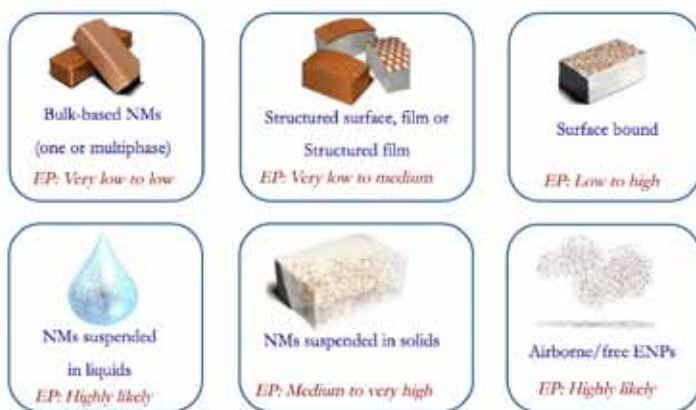 Bulk-based NMs
(one or multiphase)
EP: Very low to low
Structured surface, film or
Structured film
EP: Very low to medium
Surface bound
EP: Low to high
NMs suspended
in liquids
EP: Highly likely
NMs suspended in solids
EP: Medium to very high
Airborne/free ENPs
EP: Highly likely